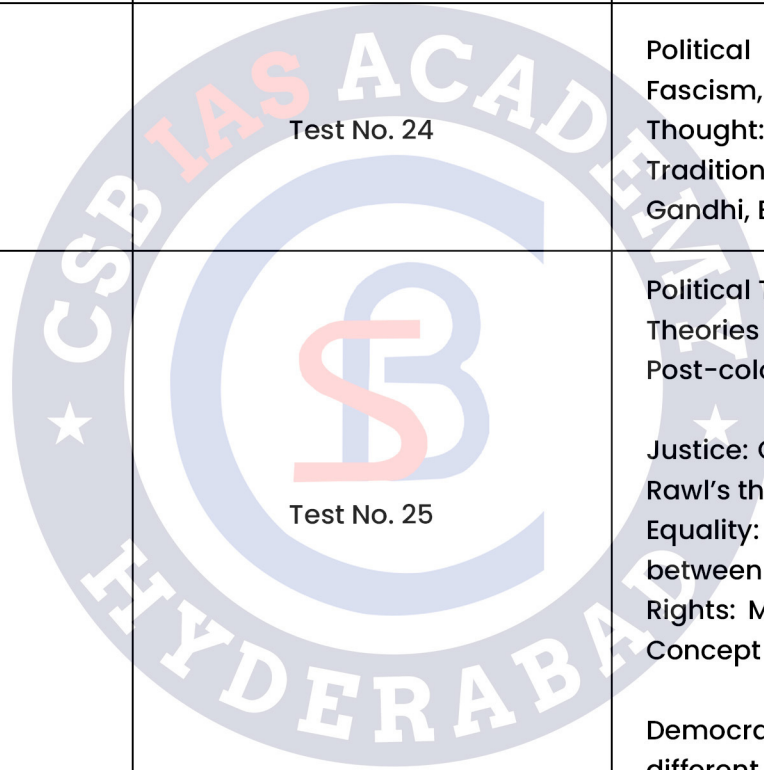 CSB IAS ACADEMY
HYDERABAD
CSB
Test No. 24
Political
Fascism,
Thought:
Tradition
Gandhi,
Test No. 25
Political
Theories
Post-colo
Justice:
Rawl's th
Equality:
between
Rights:
Concept
Democra
different